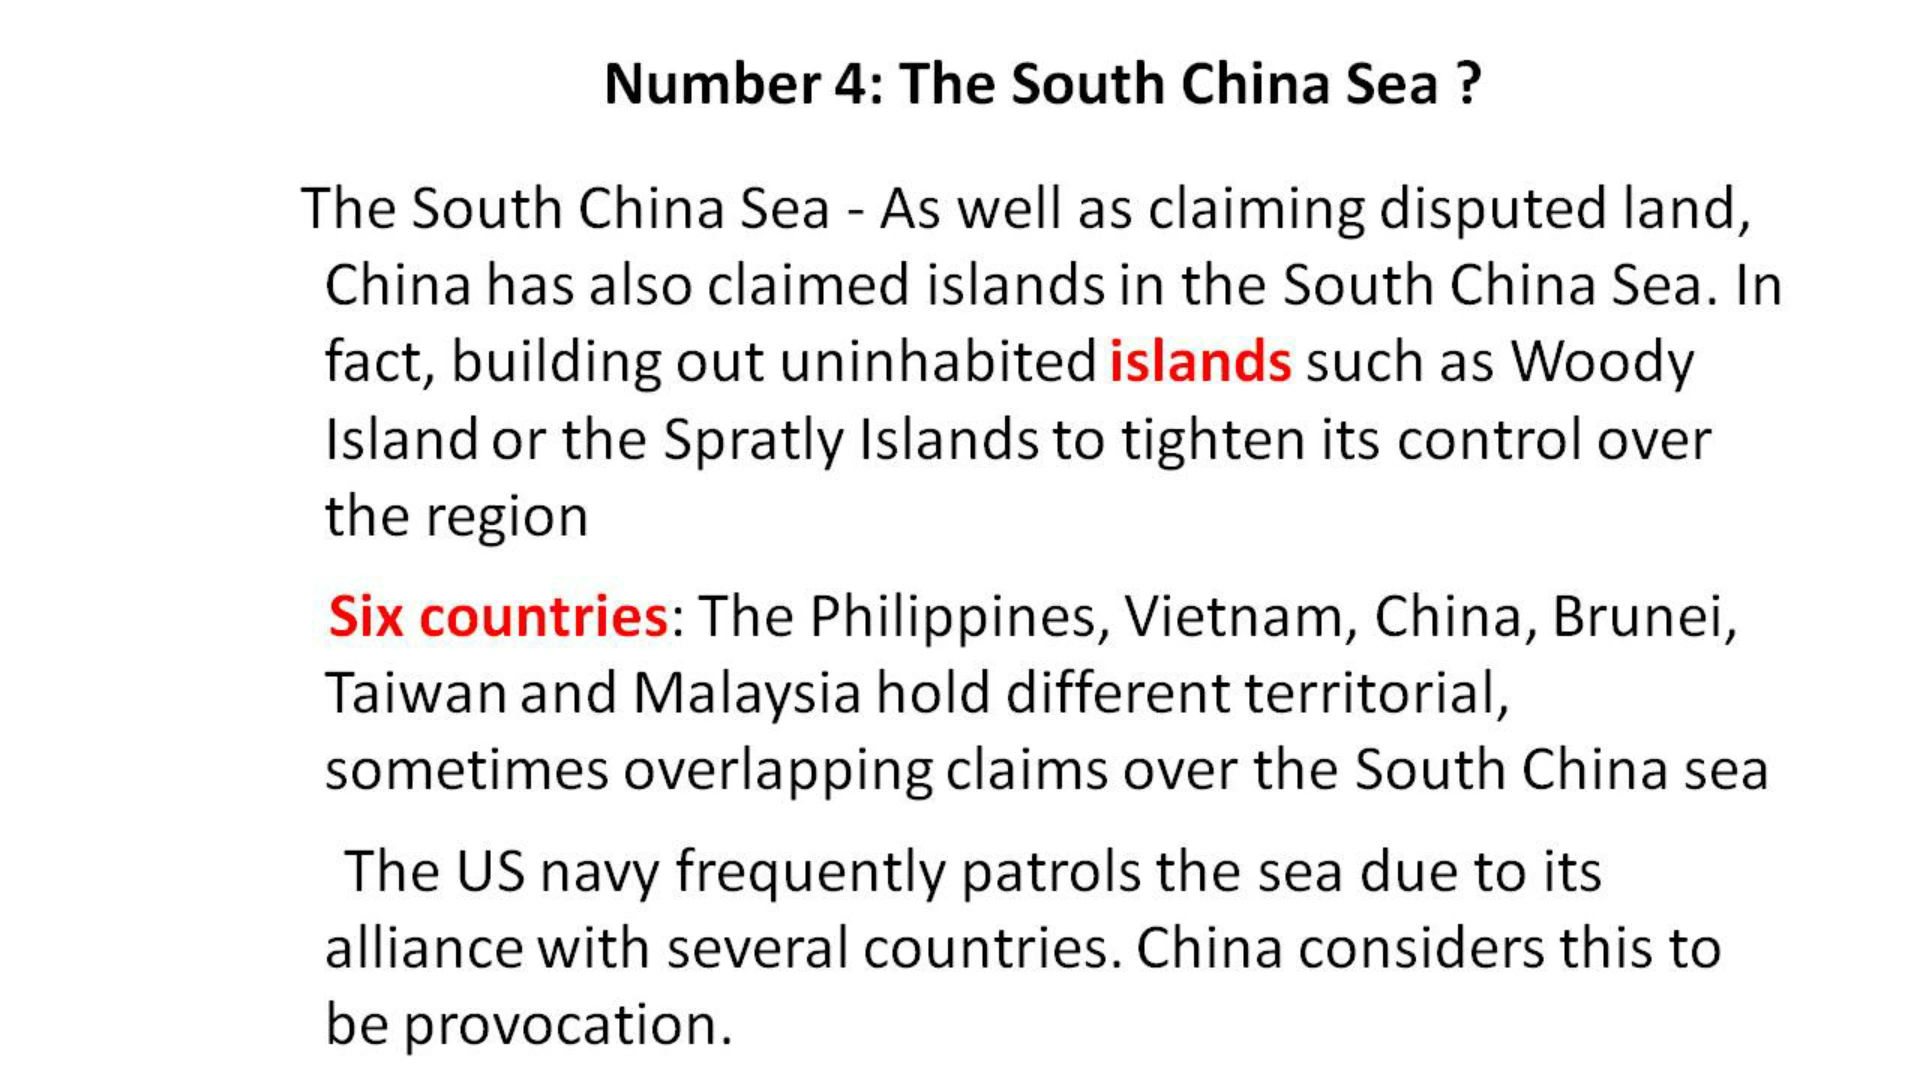 Number 4: The South China Sea ?
The South China Sea - As well as claiming disputed land,
China has also claimed islands in the South China Sea. In
fact, building out uninhabited islands such as Woody
Island or the Spratly Islands to tighten its control over
the region
Six countries: The Philippines, Vietnam, China, Brunei,
Taiwan and Malaysia hold different territorial,
sometimes overlapping claims over the South China sea
The US navy frequently patrols the sea due to its
alliance with several countries. China considers this to
be provocation.